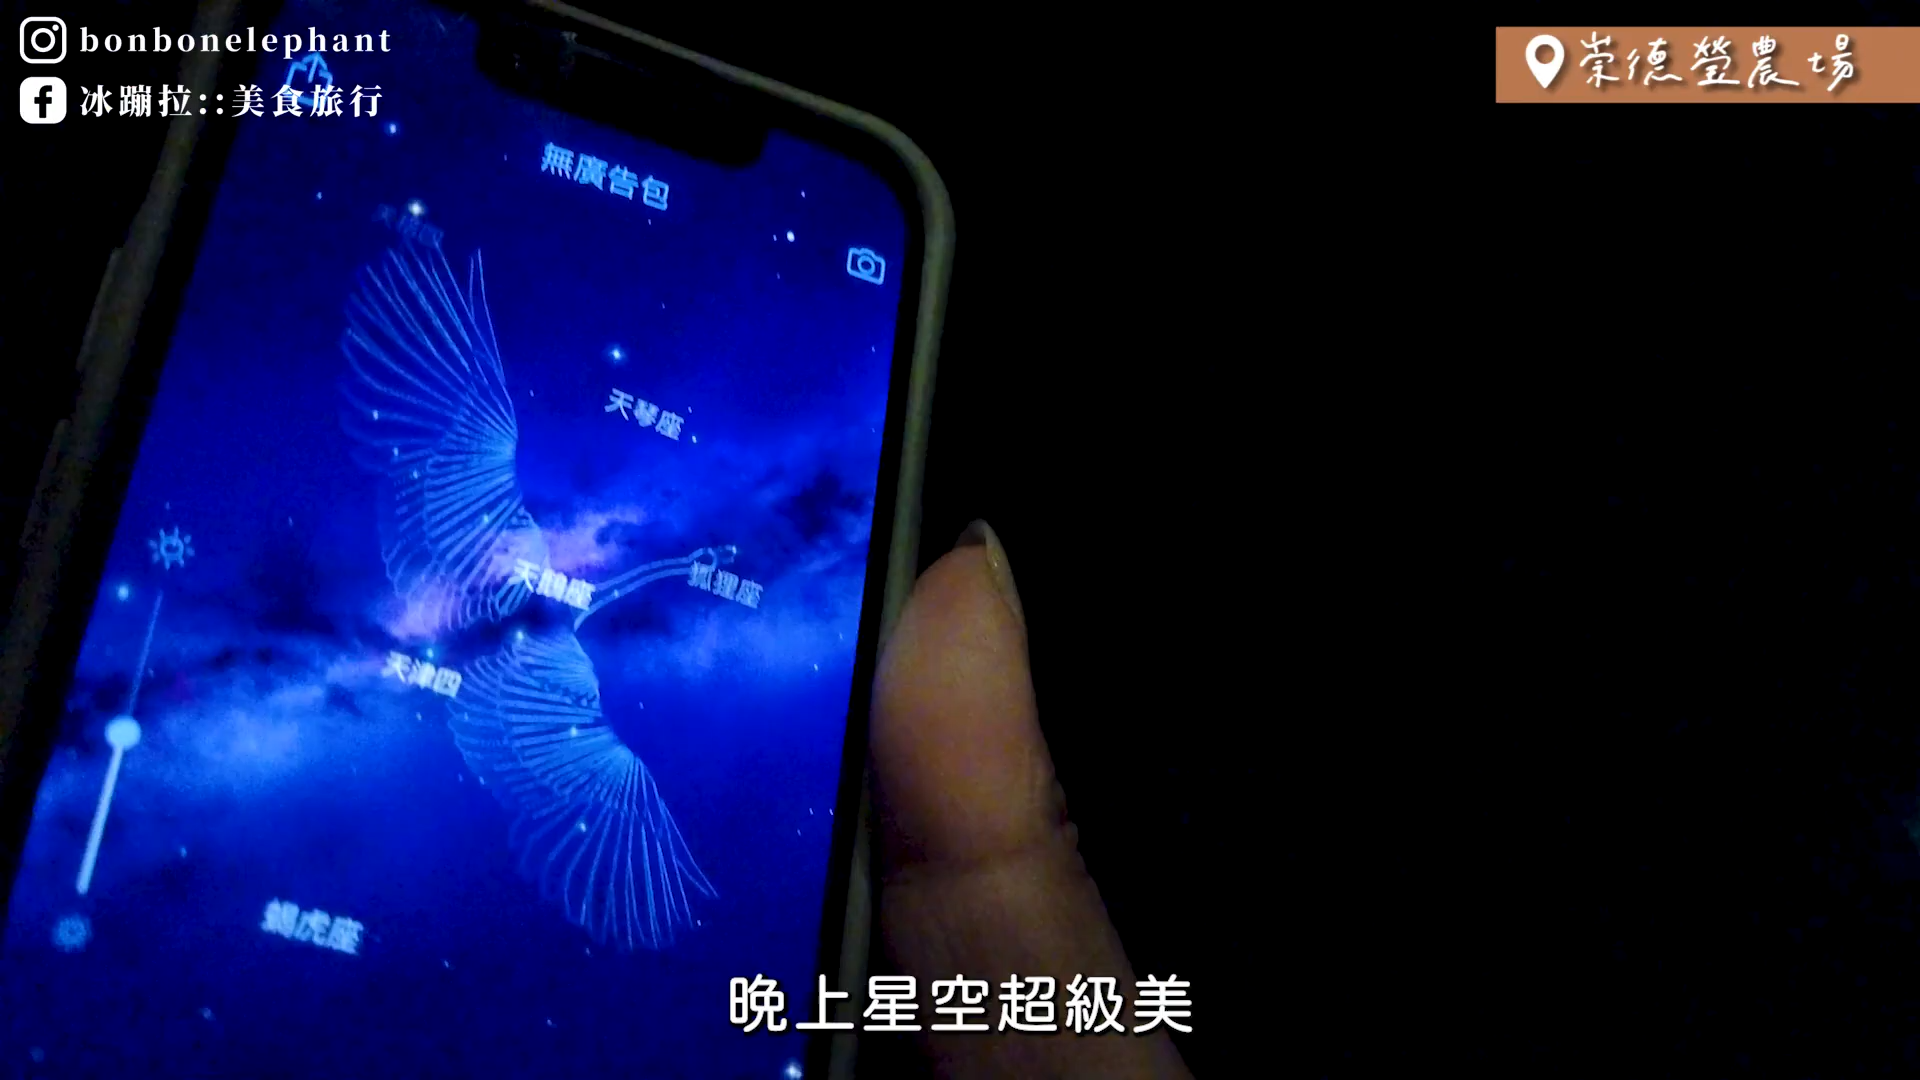 bonbonelephant
冰蹦拉::美食旅行
崇德瑩農場
無廣告包
天琴座
天鵝座
狐狸座
天津四
蝎虎座
晚上星空超級美